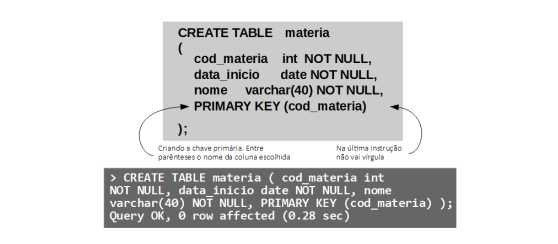 CREATE TABLE materia
(
cod_materia int NOT NULL,
data_inicio date NOT NULL,
nome varchar(40) NOT NULL,
PRIMARY KEY (cod_materia)
);
Criando a chave primária. Entre
parênteses o nome da coluna escolhida
Na última instrução
não vai vírgula
> CREATE TABLE materia ( cod_materia int
NOT NULL, data_inicio date NOT NULL, nome
varchar(40) NOT NULL, PRIMARY KEY (cod_materia) );
Query OK, 0 row affected (0.28 sec)